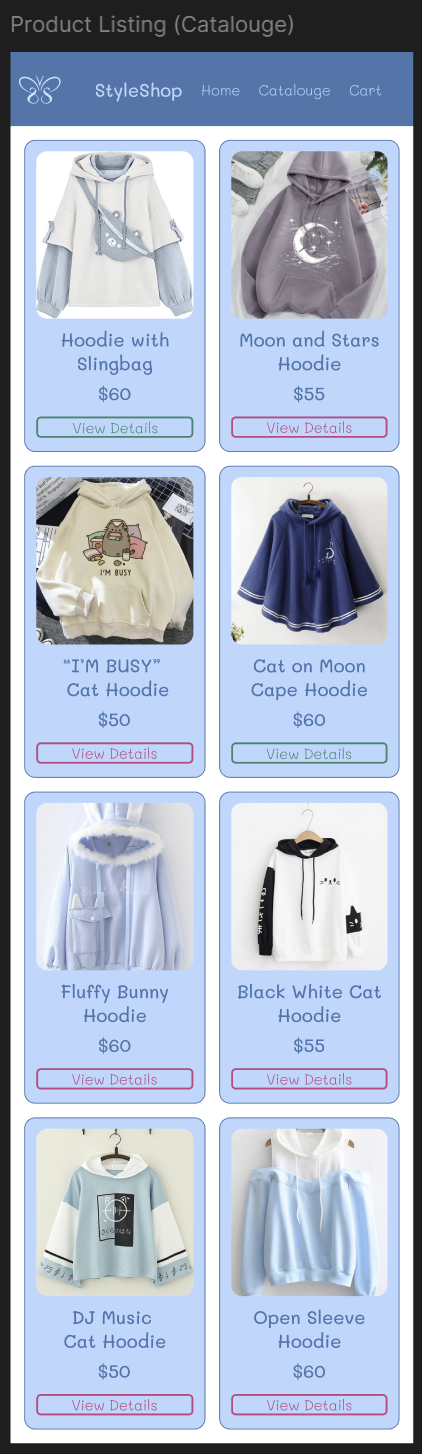 Product Listing (Catalouge)
StyleShop Home Catalouge Cart
Hoodie with
Slingbag
$60
View Details
Moon and Stars
Hoodie
$55
View Details
I'M BUSY
“I'M BUSY”
Cat Hoodie
$50
View Details
Cat on Moon
Cape Hoodie
$60
View Details
Fluffy Bunny
Hoodie
$60
View Details
Black White Cat
Hoodie
$55
View Details
DJ Music
Cat Hoodie
$50
View Details
Open Sleeve
Hoodie
$60
View Details